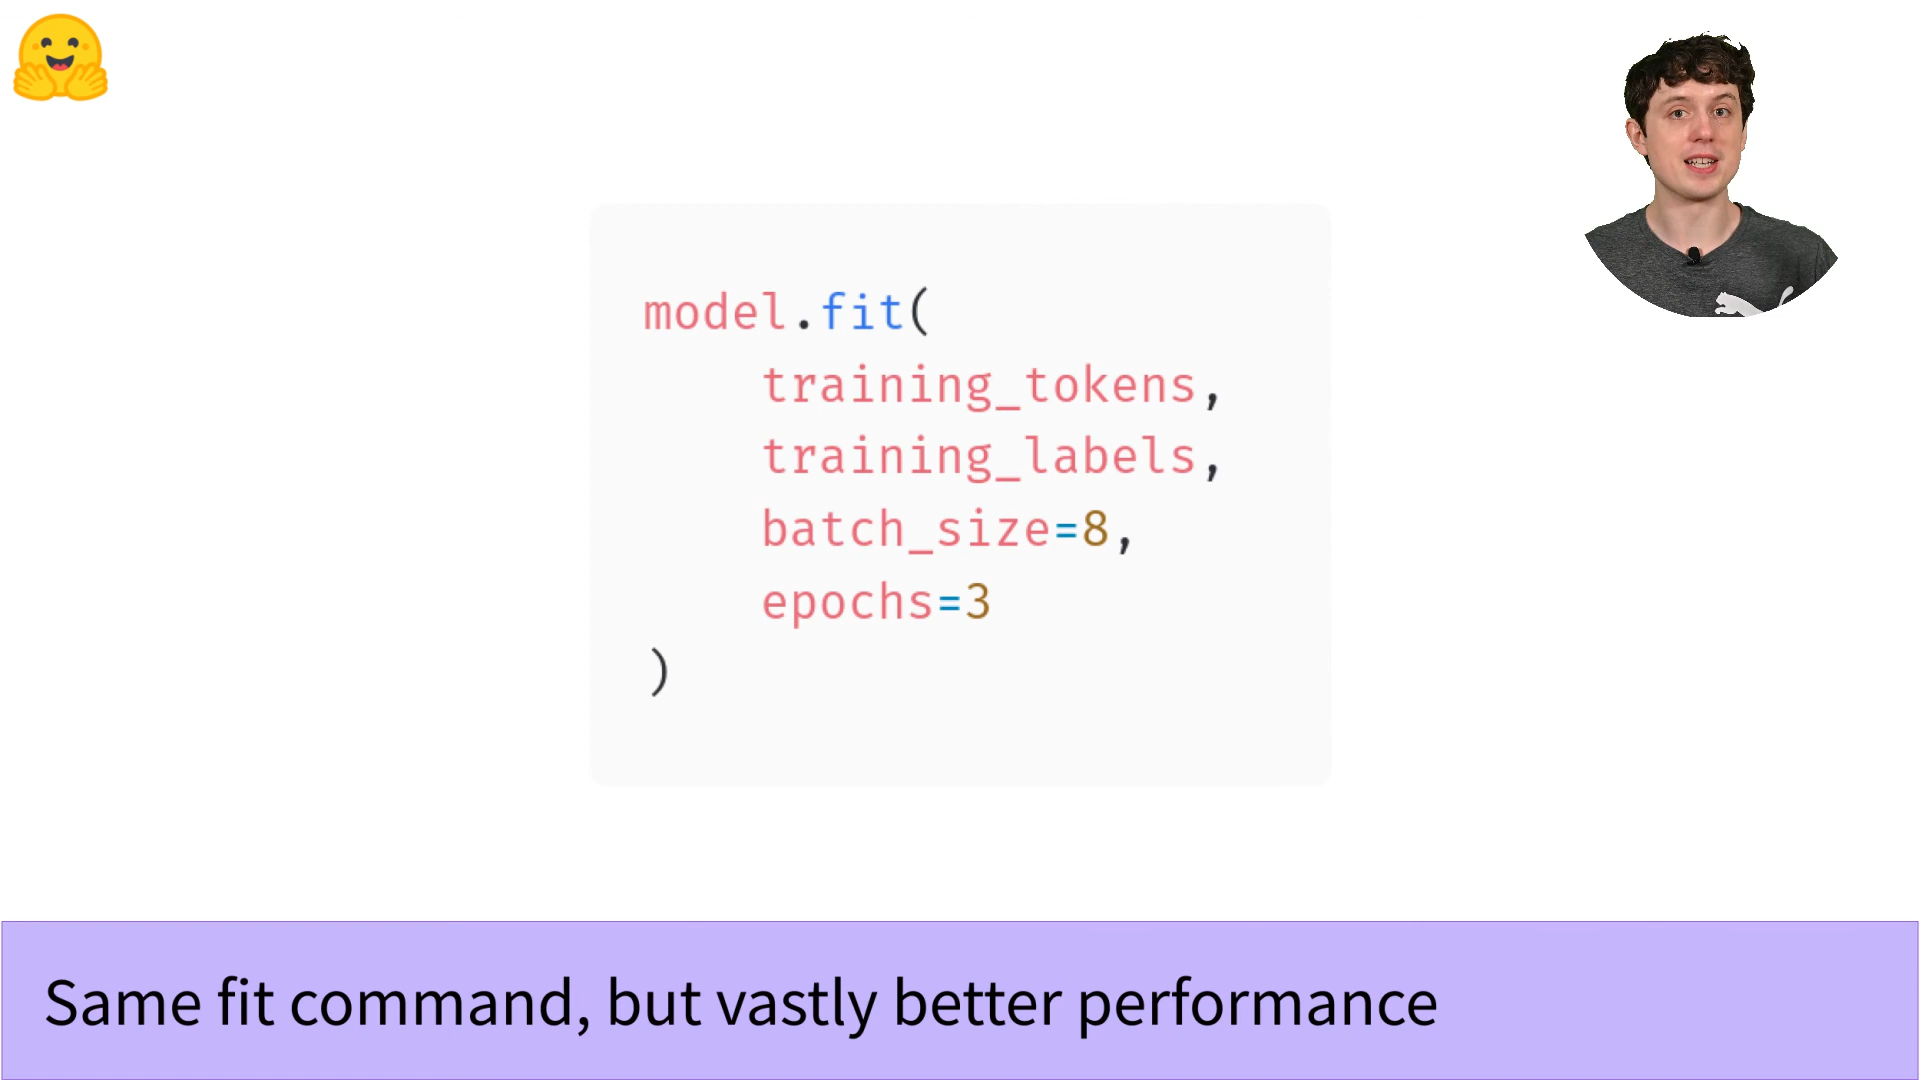 model.fit(
    training_tokens,
    training_labels,
    batch_size=8,
    epochs=3
)
Same fit command, but vastly better performance